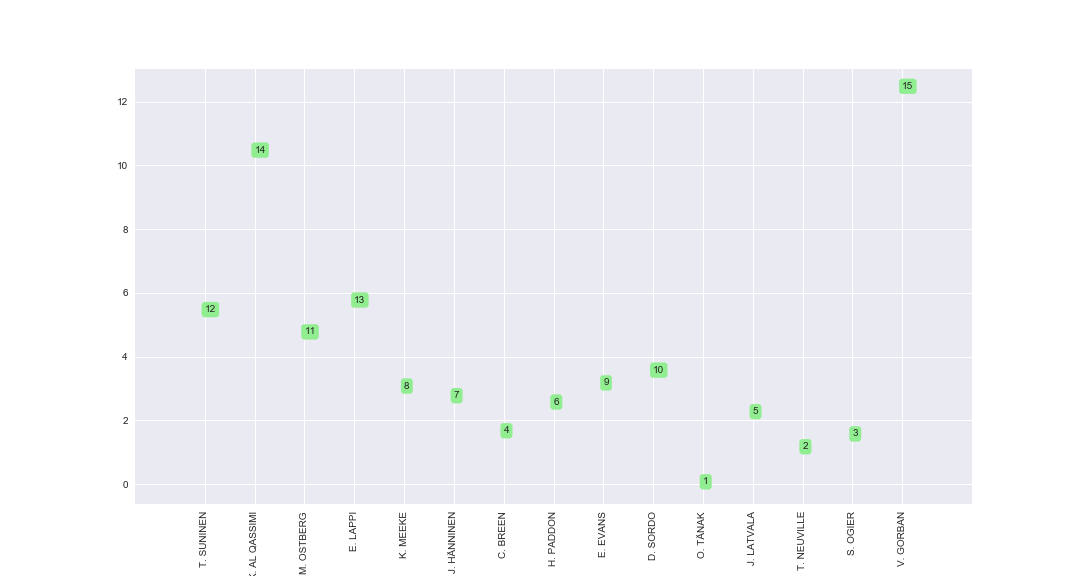 15
12
14
10
8
6
13
12
11
4
10
8
9
7
6
5
2
4
3
2
1
0
T. SUNINEN
K. AL QASSIMI
M. OSTBERG
E. LAPPI
K. MEEKE
J. HÄNNINEN
C. BREEN
H. PADDON
E. EVANS
D. SORDO
O. TÄNAK
J. LATVALA
T. NEUVILLE
S. OGIER
V. GORBAN